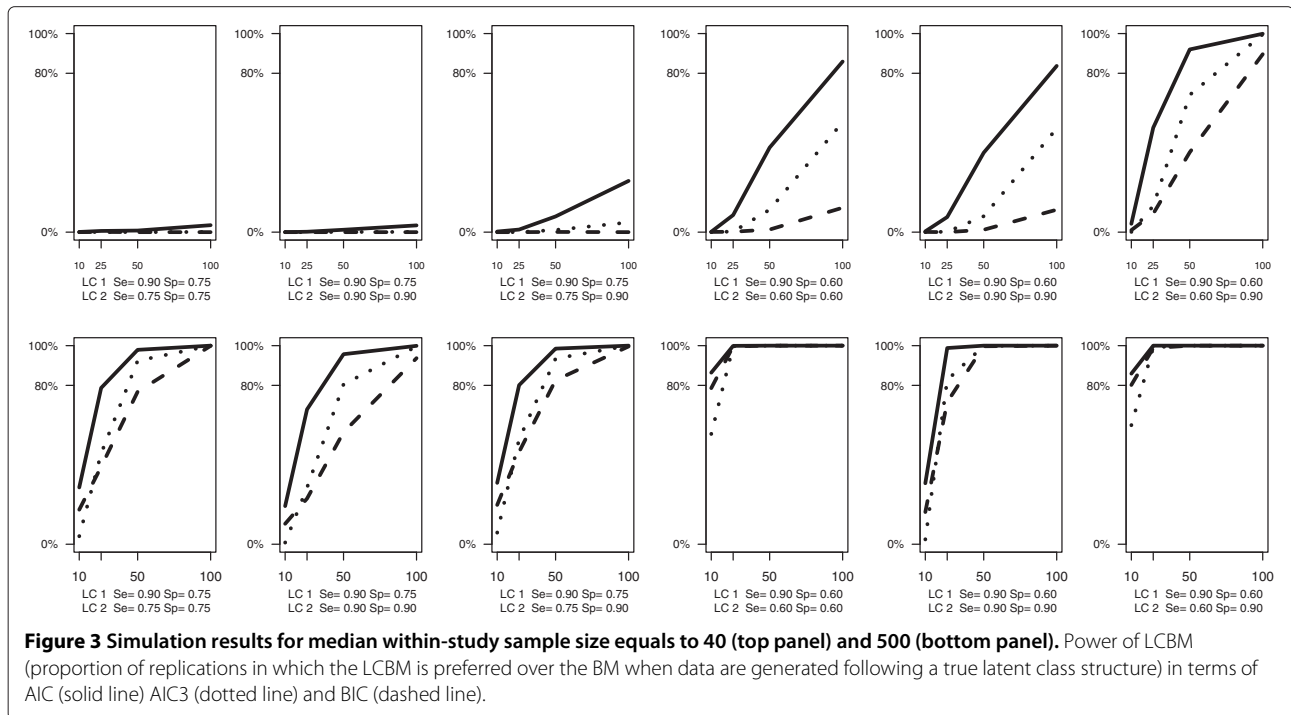 100% 100% 100% 100% 100% 100%
80% 80% 80% 80% 80% 80%
0% 0% 0% 0% 0% 0%
10 25 50 100 10 25 50 100 10 25 50 100 10 25 50 100 10 25 50 100 10 25 50 100
LC 1 Se= 0.90 Sp= 0.75 LC 1 Se= 0.90 Sp= 0.75 LC 1 Se= 0.90 Sp= 0.75 LC 1 Se= 0.90 Sp= 0.60 LC 1 Se= 0.90 Sp= 0.60 LC 1 Se= 0.90 Sp= 0.60
LC 2 Se= 0.75 Sp= 0.75 LC 2 Se= 0.90 Sp= 0.90 LC 2 Se= 0.75 Sp= 0.90 LC 2 Se= 0.60 Sp= 0.60 LC 2 Se= 0.90 Sp= 0.90 LC 2 Se= 0.60 Sp= 0.90
100% 100% 100% 100% 100% 100%
80% 80% 80% 80% 80% 80%
0% 0% 0% 0% 0% 0%
10 50 100 10 50 100 10 50 100 10 50 100 10 50 100 10 50 100
LC 1 Se= 0.90 Sp= 0.75 LC 1 Se= 0.90 Sp= 0.75 LC 1 Se= 0.90 Sp= 0.75 LC 1 Se= 0.90 Sp= 0.60 LC 1 Se= 0.90 Sp= 0.60 LC 1 Se= 0.90 Sp= 0.60
LC 2 Se= 0.75 Sp= 0.75 LC 2 Se= 0.90 Sp= 0.90 LC 2 Se= 0.75 Sp= 0.90 LC 2 Se= 0.60 Sp= 0.60 LC 2 Se= 0.90 Sp= 0.90 LC 2 Se= 0.60 Sp= 0.90
Figure 3 Simulation results for median within-study sample size equals to 40 (top panel) and 500 (bottom panel). Power of LCBM
(proportion of replications in which the LCBM is preferred over the BM when data are generated following a true latent class structure) in terms of
AIC (solid line) AIC3 (dotted line) and BIC (dashed line).